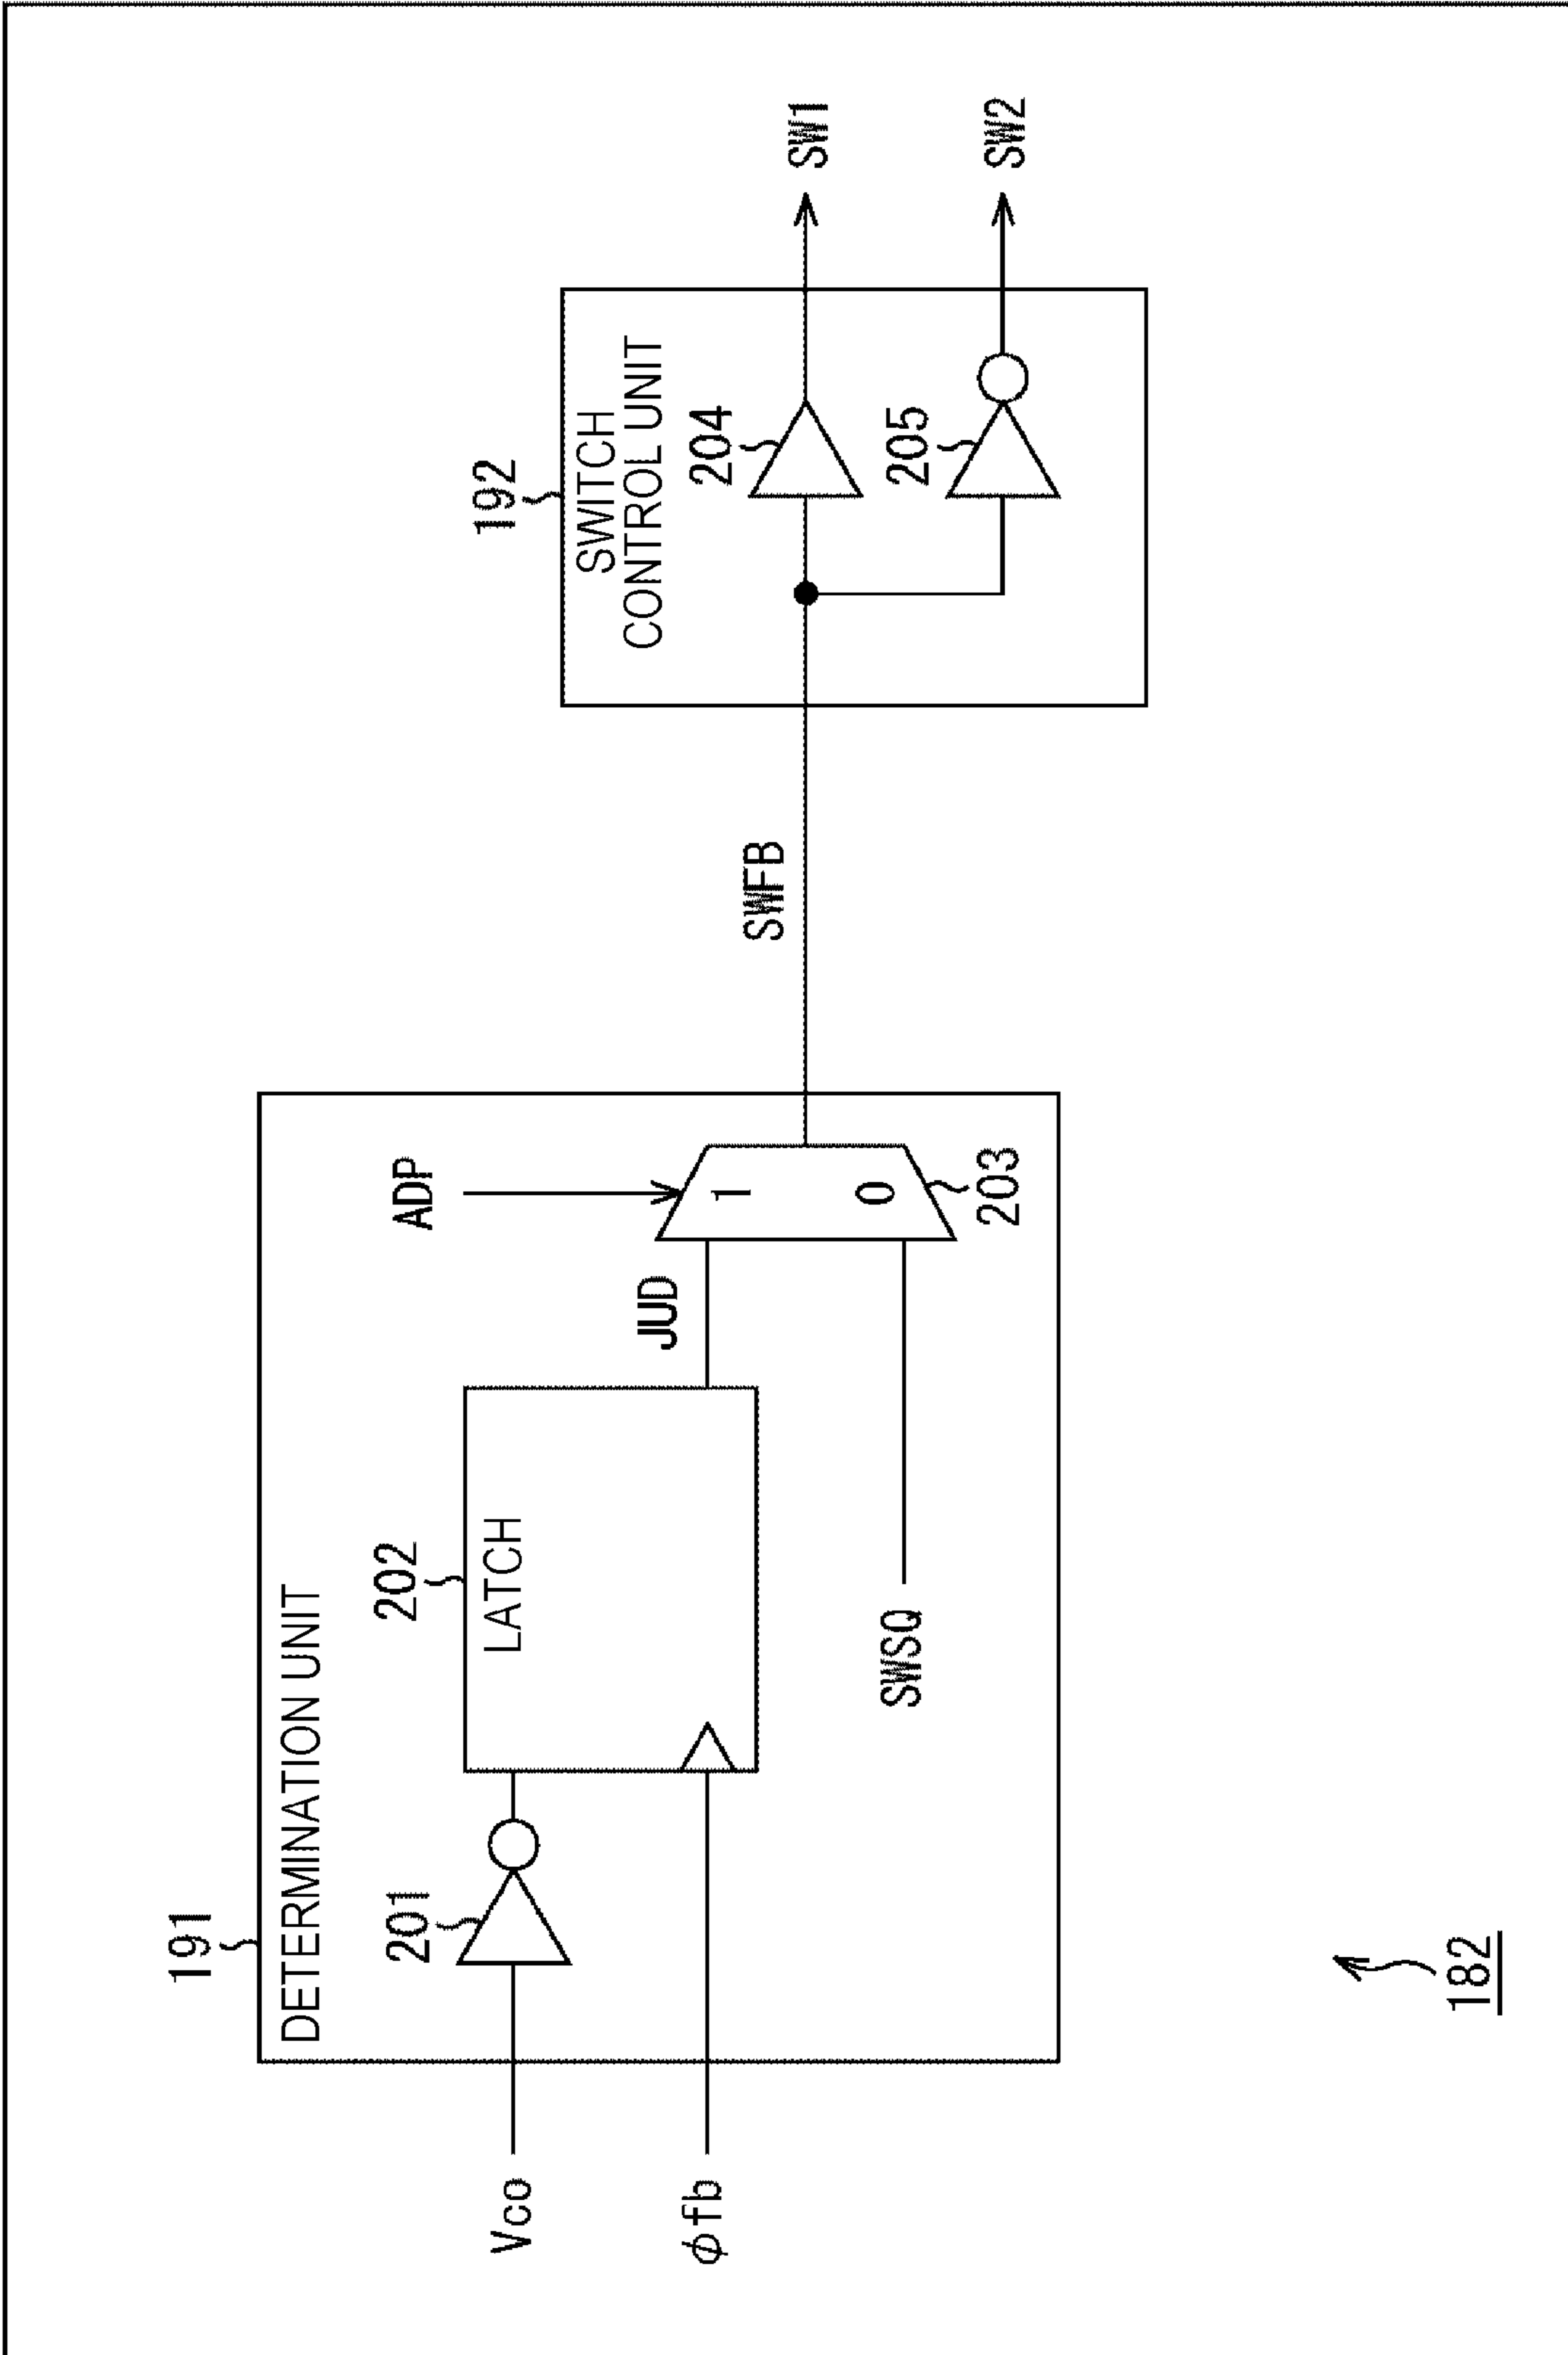 191
DETERMINATION UNIT
Vco
φfb
201
202
LATCH
JUD
ADP
1
0
203
SWSQ
SWFB
192
SWITCH
CONTROL UNIT
204
205
SW1
SW2
182